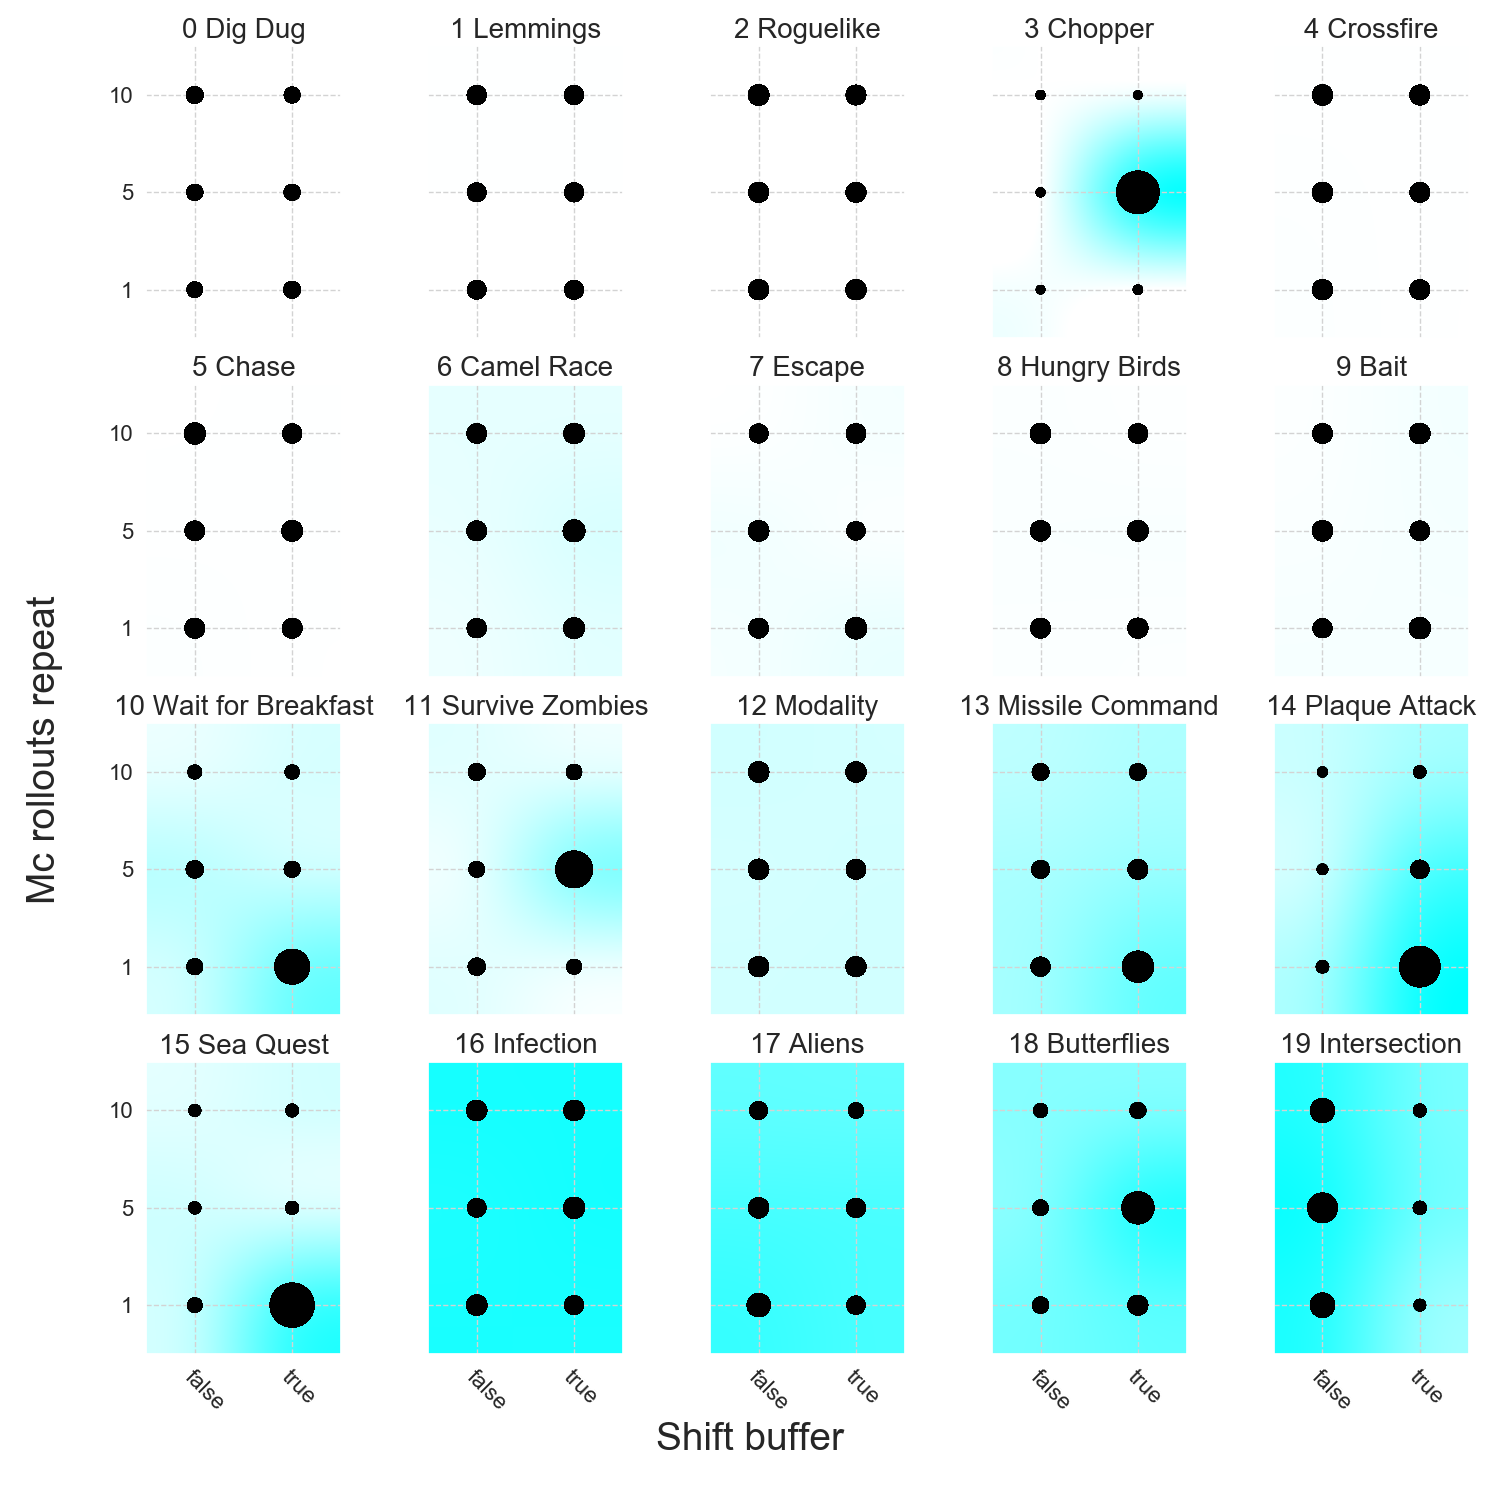 0 Dig Dug 1 Lemmings 2 Roguelike 3 Chopper 4 Crossfire
10
5
1
5 Chase 6 Camel Race 7 Escape 8 Hungry Birds 9 Bait
10
5
1
Mc rollouts repeat
10 Wait for Breakfast 11 Survive Zombies 12 Modality 13 Missile Command 14 Plaque Attack
10
5
1
15 Sea Quest 16 Infection 17 Aliens 18 Butterflies 19 Intersection
10
5
1
false true false true false true false true false true
Shift buffer